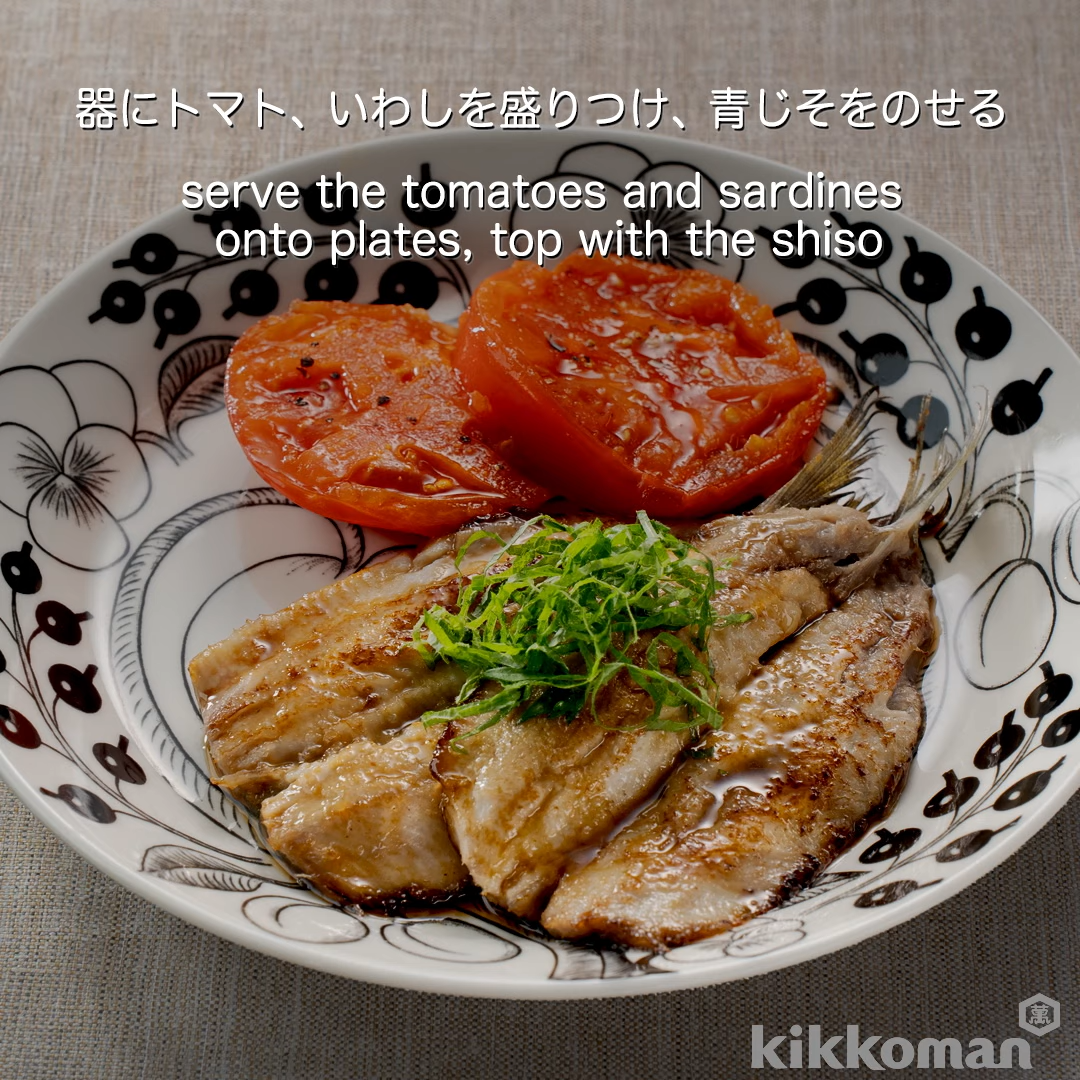 器にトマト、いわしを盛りつけ、青じそをのせる
serve the tomatoes and sardines
onto plates, top with the shiso
萬
kikkoman